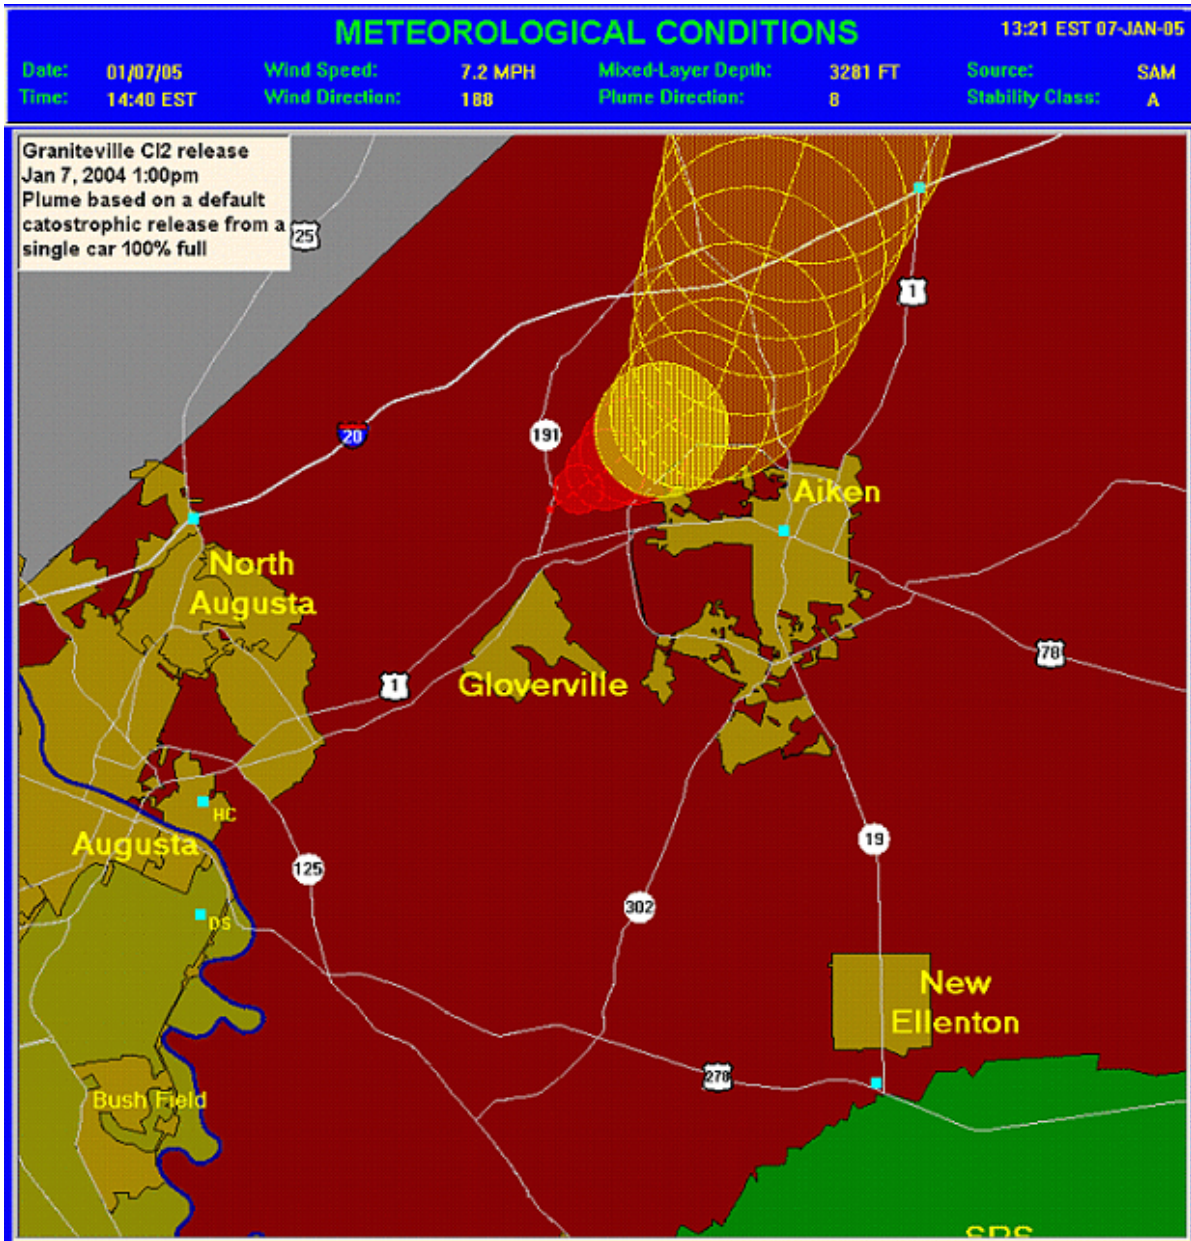 METEOROLOGICAL CONDITIONS
13:21 EST 07-JAN-05
Date: 01/07/05 Wind Speed: 7.2 MPH Mixed-Layer Depth: 3281 FT Source: SAM
Time: 14:40 EST Wind Direction: 188 Plume Direction: 8 Stability Class: A
Graniteville Cl2 release
Jan 7, 2004 1:00pm
Plume based on a default
catostrophic release from a
single car 100% full
25
1
20
191
Aiken
North
Augusta
78
1
Gloverville
HC
Augusta
19
125
302
DS
New
Ellenton
278
Bush Field
SRS